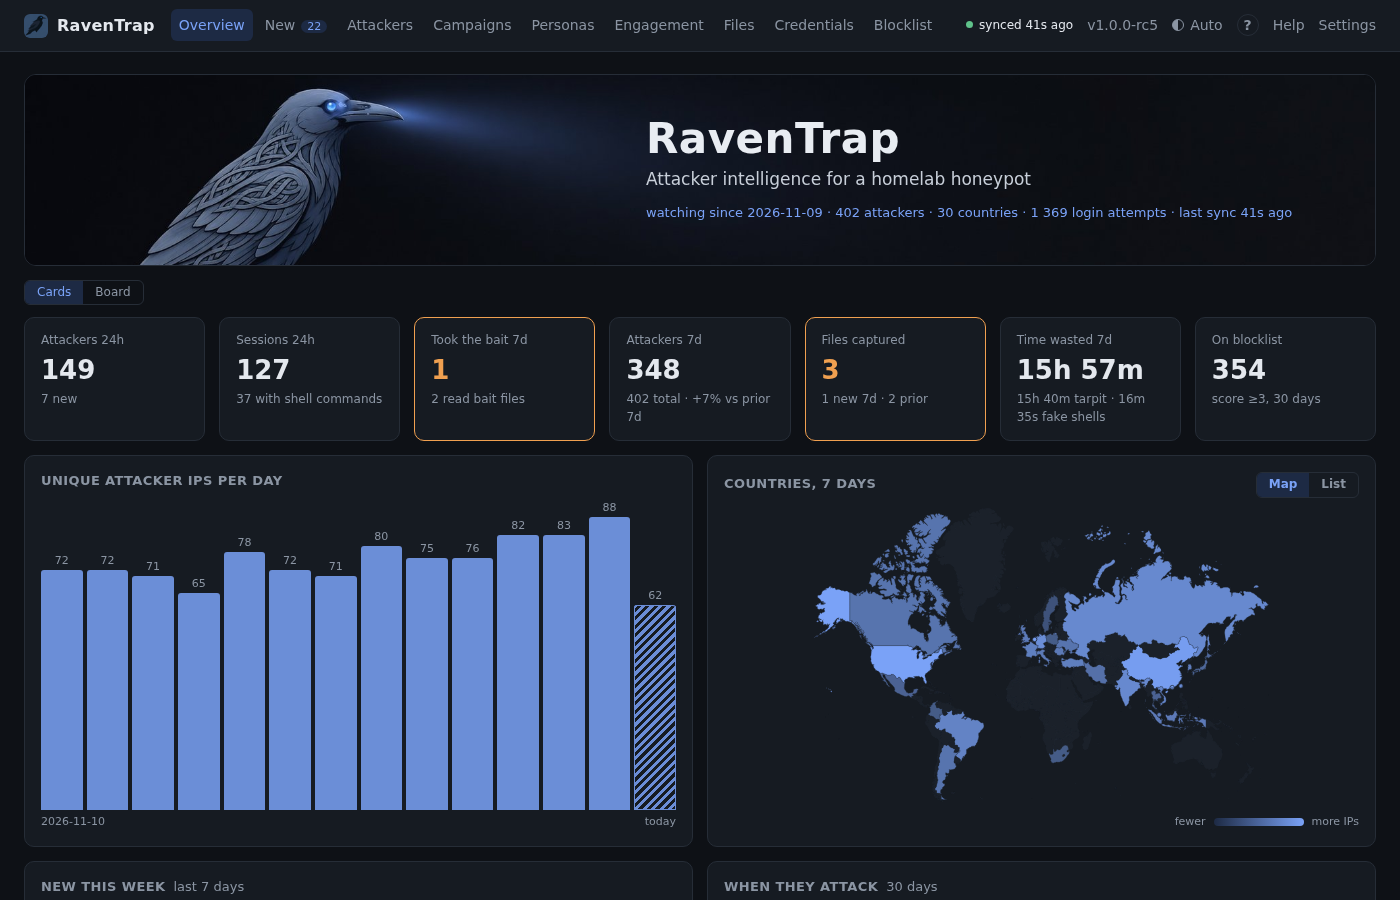 RavenTrap Overview New 22 Attackers Campaigns Personas Engagement Files Credentials Blocklist synced 41s ago v1.0.0-rc5 Auto ? Help Settings
RavenTrap
Attacker intelligence for a homelab honeypot
watching since 2026-11-09 · 402 attackers · 30 countries · 1 369 login attempts · last sync 41s ago
Cards Board
Attackers 24h
149
7 new
Sessions 24h
127
37 with shell commands
Took the bait 7d
1
2 read bait files
Attackers 7d
348
402 total · +7% vs prior
7d
Files captured
3
1 new 7d · 2 prior
Time wasted 7d
15h 57m
15h 40m tarpit · 16m
35s fake shells
On blocklist
354
score ≥3, 30 days
UNIQUE ATTACKER IPS PER DAY
72 72 71 65 78 72 71 80 75 76 82 83 88 62
2026-11-10 today
COUNTRIES, 7 DAYS Map List
fewer more IPs
NEW THIS WEEK last 7 days
WHEN THEY ATTACK 30 days